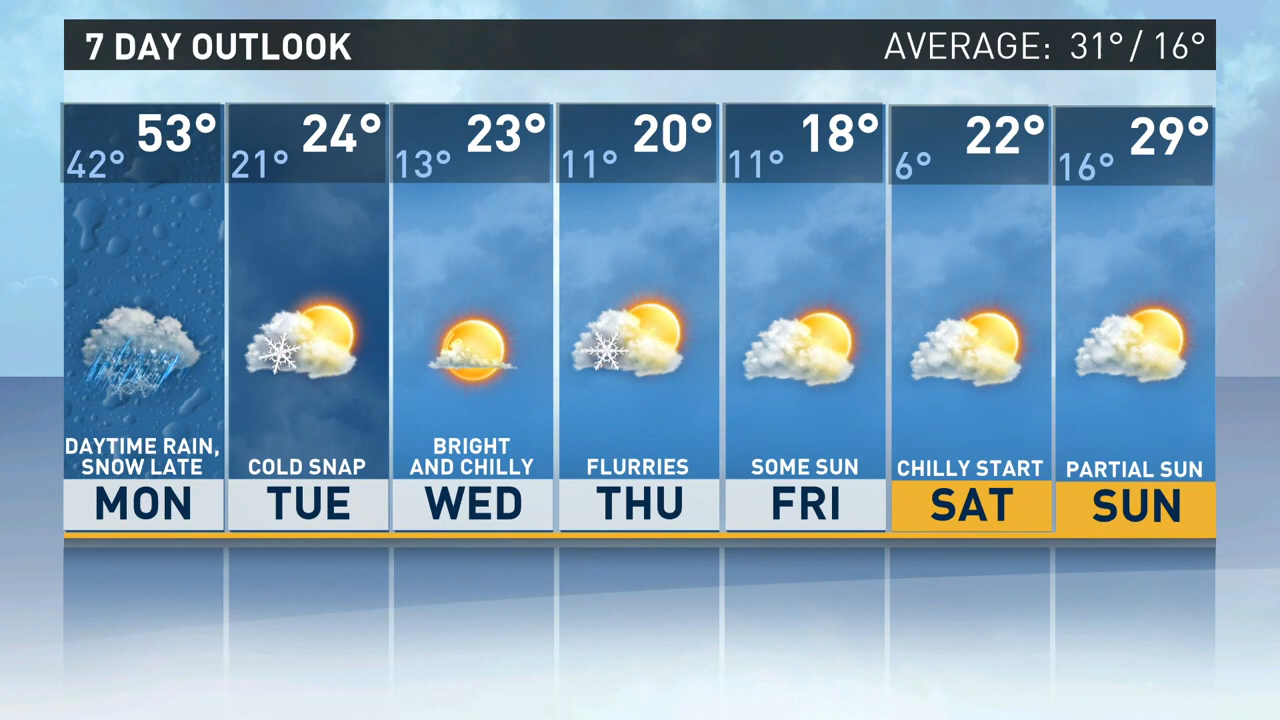 7 DAY OUTLOOK
AVERAGE: 31°/ 16°
53°
42°
DAYTIME RAIN,
SNOW LATE
MON
24°
21°
COLD SNAP
TUE
23°
13°
BRIGHT
AND CHILLY
WED
20°
11°
FLURRIES
THU
18°
11°
SOME SUN
FRI
22°
6°
CHILLY START
SAT
29°
16°
PARTIAL SUN
SUN